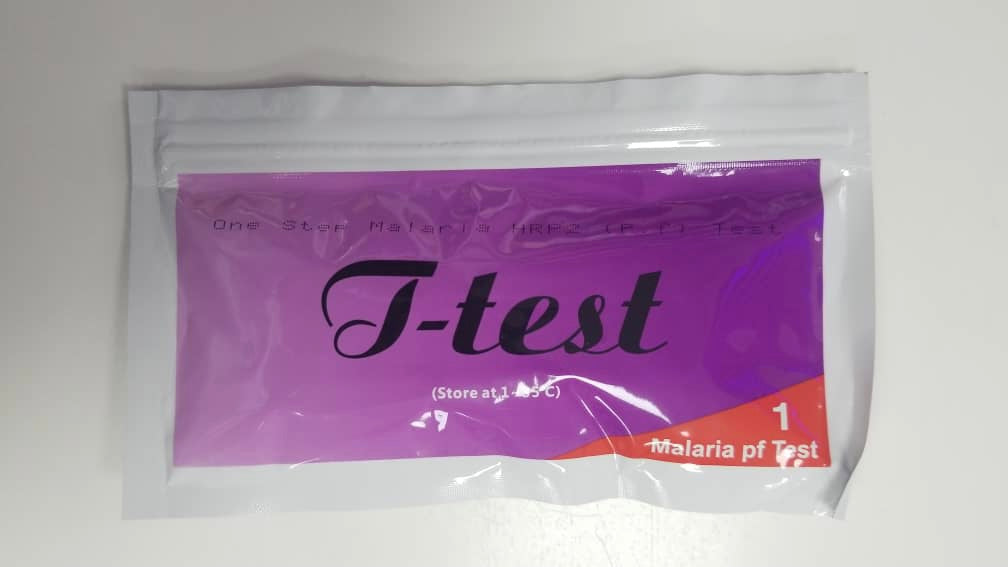 One Step Malaria HRP2 (P.f) Test
T-test
(Store at 1~35°C)
1
Malaria pf Test